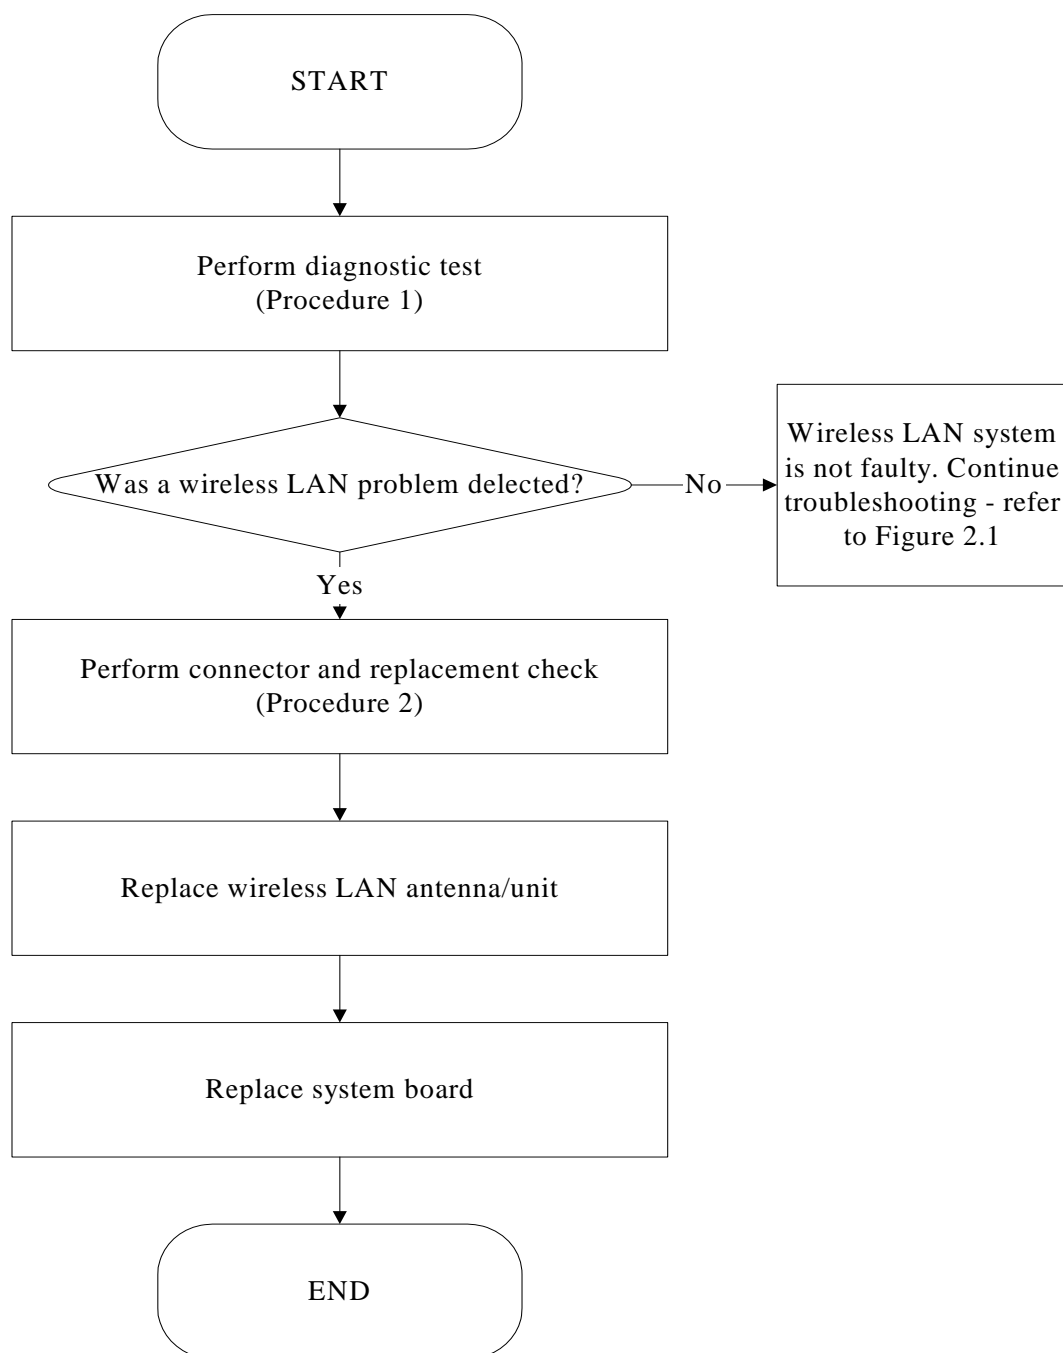 START
Perform diagnostic test
(Procedure 1)
Was a wireless LAN problem delected?
No
Wireless LAN system
is not faulty. Continue
troubleshooting - refer
to Figure 2.1
Yes
Perform connector and replacement check
(Procedure 2)
Replace wireless LAN antenna/unit
Replace system board
END